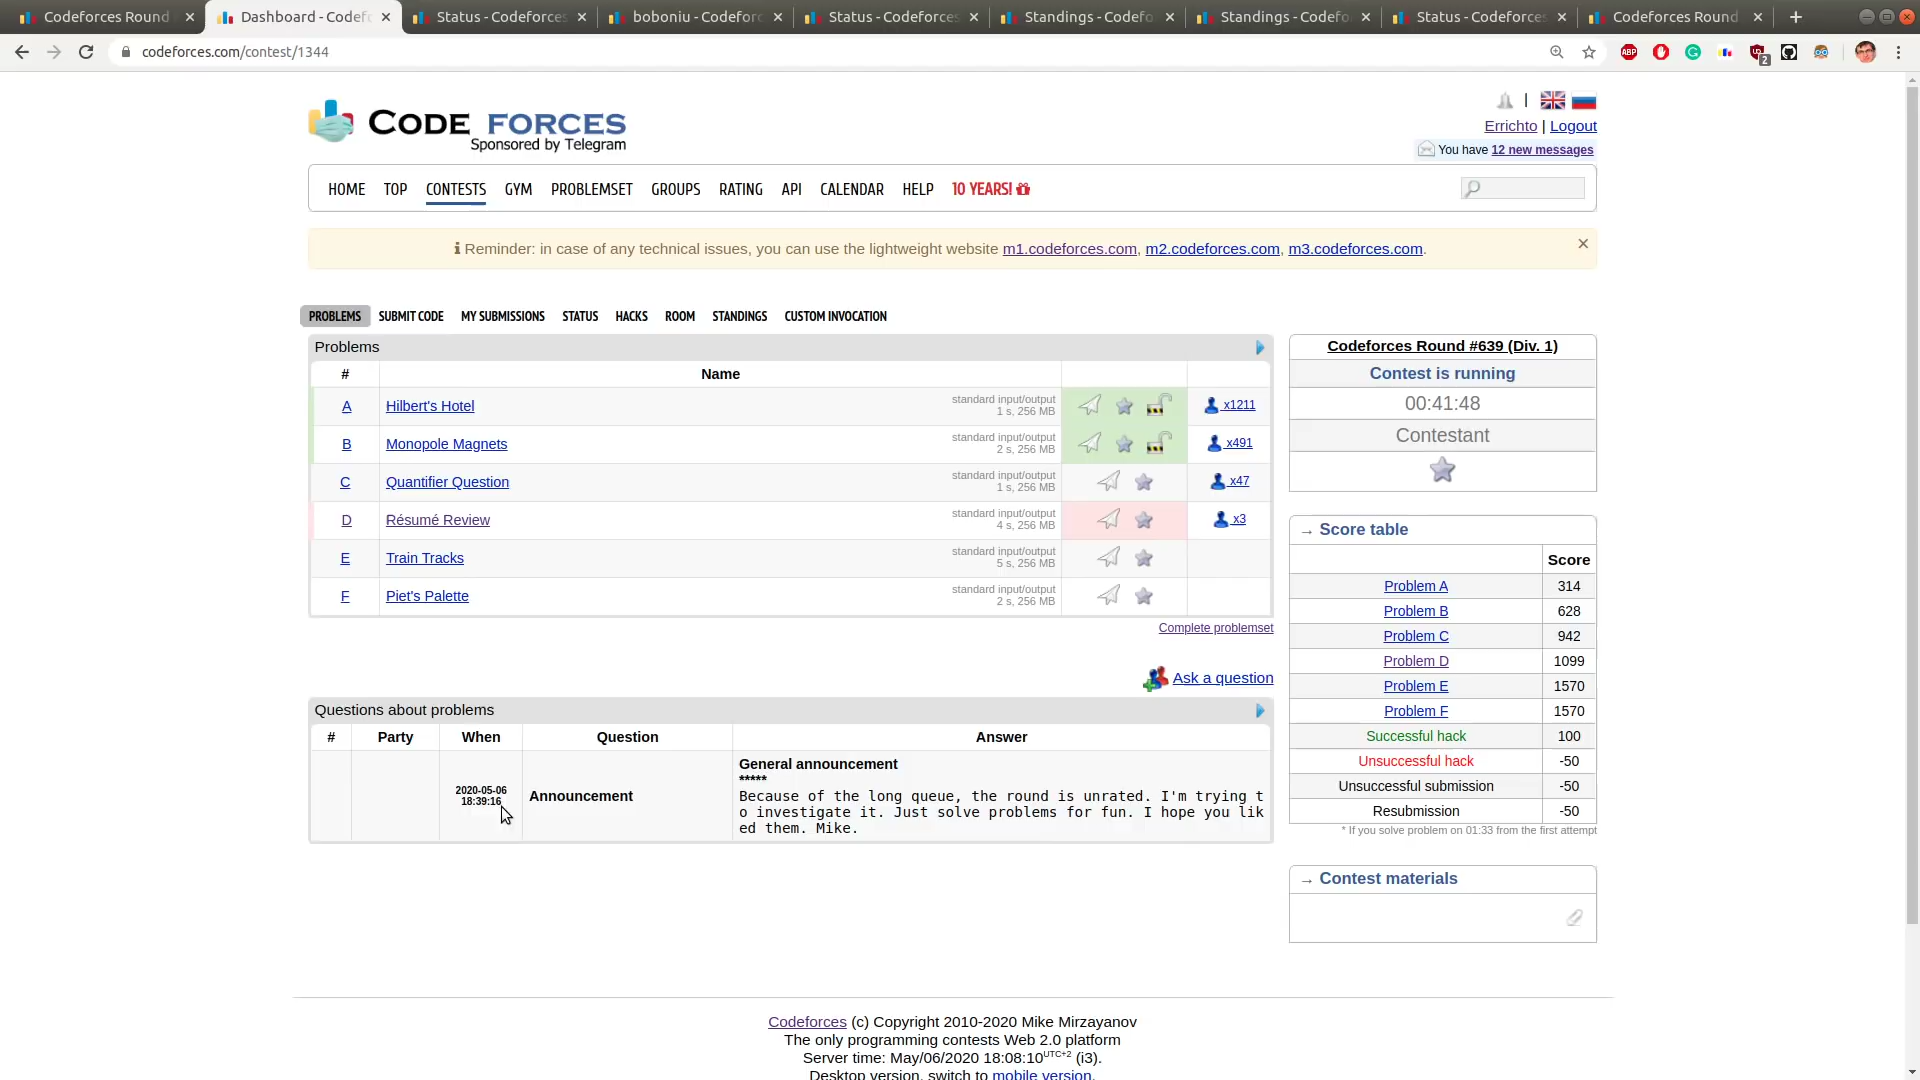 Codeforces Round
Dashboard - Codefo
Status - Codeforces
boboniu - Codeforc
Status - Codeforces
Standings - Codefo
Standings - Codefo
Status - Codeforces
Codeforces Round
codeforces.com/contest/1344
ABP
2
CODE FORCES
Sponsored by Telegram
|
Errichto | Logout
You have 12 new messages
HOME TOP CONTESTS GYM PROBLEMSET GROUPS RATING API CALENDAR HELP 10 YEARS!
Reminder: in case of any technical issues, you can use the lightweight website m1.codeforces.com, m2.codeforces.com, m3.codeforces.com.
PROBLEMS SUBMIT CODE MY SUBMISSIONS STATUS HACKS ROOM STANDINGS CUSTOM INVOCATION
Problems
# Name
A Hilbert's Hotel standard input/output
1 s, 256 MB
x1211
B Monopole Magnets standard input/output
2 s, 256 MB
x491
C Quantifier Question standard input/output
1 s, 256 MB
x47
D Résumé Review standard input/output
4 s, 256 MB
x3
E Train Tracks standard input/output
5 s, 256 MB
F Piet's Palette standard input/output
2 s, 256 MB
Complete problemset
Ask a question
Questions about problems
# Party When Question Answer
2020-05-06
18:39:16
Announcement
General announcement
*****
Because of the long queue, the round is unrated. I'm trying t
o investigate it. Just solve problems for fun. I hope you lik
ed them. Mike.
Codeforces Round #639 (Div. 1)
Contest is running
00:41:48
Contestant
→ Score table
Score
Problem A 314
Problem B 628
Problem C 942
Problem D 1099
Problem E 1570
Problem F 1570
Successful hack 100
Unsuccessful hack -50
Unsuccessful submission -50
Resubmission -50
* If you solve problem on 01:33 from the first attempt
→ Contest materials
Codeforces (c) Copyright 2010-2020 Mike Mirzayanov
The only programming contests Web 2.0 platform
Server time: May/06/2020 18:08:10 UTC+2 (i3).
Desktop version, switch to mobile version.